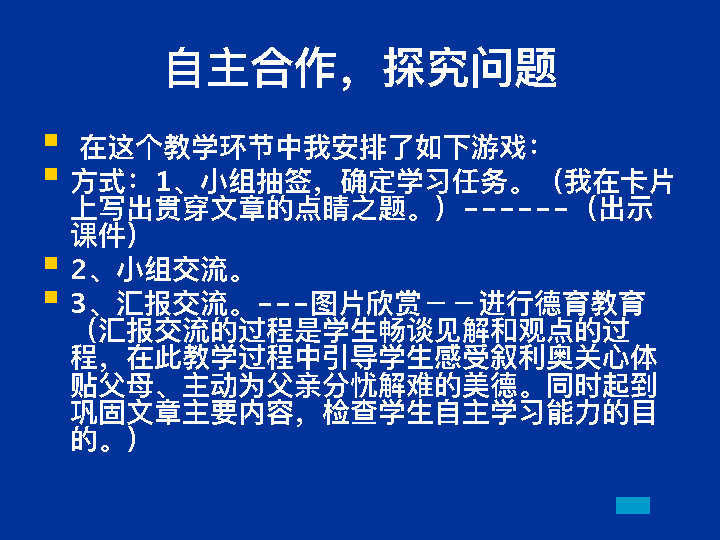 自主合作，探究问题
在这个教学环节中我安排了如下游戏：
方式：1、小组抽签，确定学习任务。（我在卡片
上写出贯穿文章的点睛之题。）------（出示
课件）
2、小组交流。
3、汇报交流。---图片欣赏－－进行德育教育
（汇报交流的过程是学生畅谈见解和观点的过
程，在此教学过程中引导学生感受叙利奥关心体
贴父母、主动为父亲分忧解难的美德。同时起到
巩固文章主要内容，检查学生自主学习能力的目
的。）